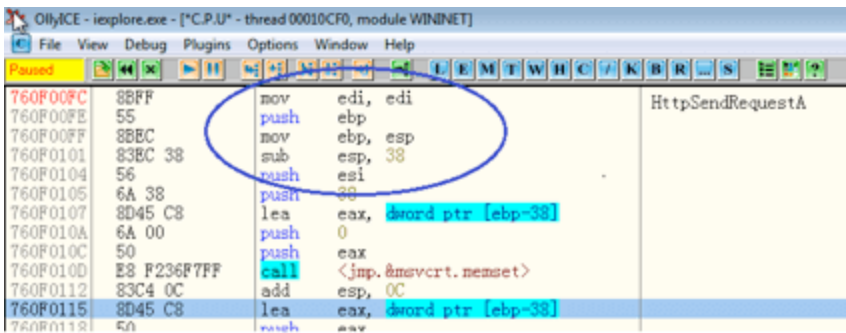 OllyICE - iexplore.exe - [*C.P.U* - thread 00010CF0, module WININET]
File View Debug Plugins Options Window Help
Paused L E M T W H C / K B R ... S ?
760F00FC 8BFF mov edi, edi HttpSendRequestA
760F00FE 55 push ebp
760F00FF 8BEC mov ebp, esp
760F0101 83EC 38 sub esp, 38
760F0104 56 push esi
760F0105 6A 38 push 38
760F0107 8D45 C8 lea eax, dword ptr [ebp-38]
760F010A 6A 00 push 0
760F010C 50 push eax
760F010D E8 F236F7FF call <jmp.&msvcrt.memset>
760F0112 83C4 0C add esp, 0C
760F0115 8D45 C8 lea eax, dword ptr [ebp-38]
760F0118 50 push eax